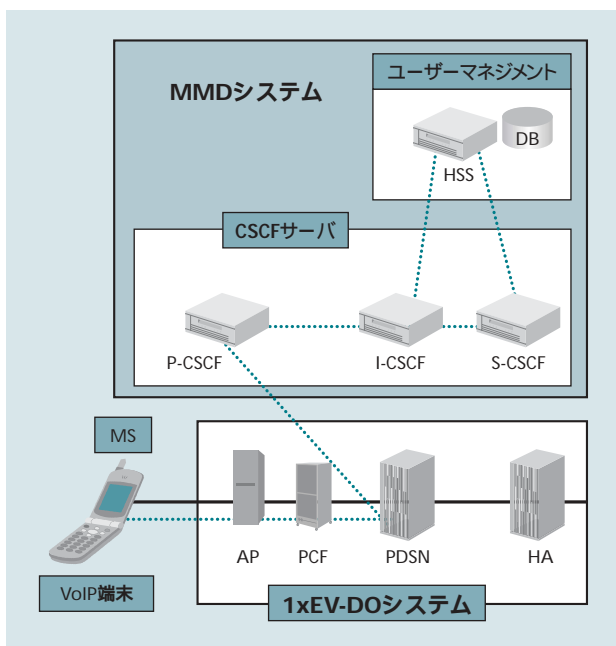 ユーザーマネジメント
MMDシステム
DB
HSS
CSCFサーバ
P-CSCF
I-CSCF
S-CSCF
MS
AP
PCF
PDSN
HA
VoIP端末
1xEV-DOシステム